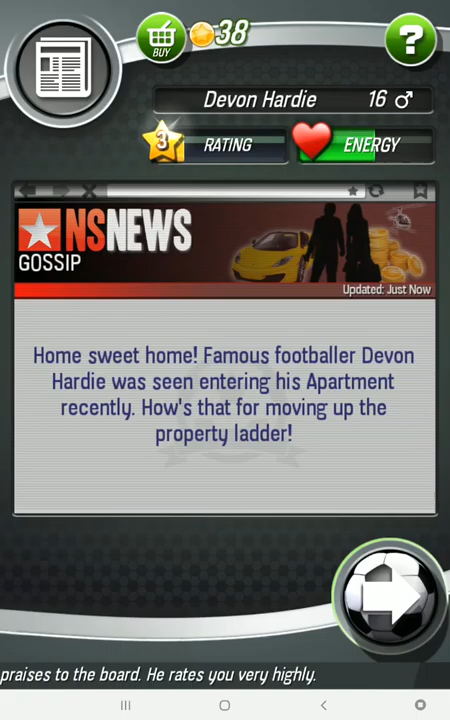 BUY
38
?
Devon Hardie 16 ♂
3 RATING
ENERGY
NSNEWS
GOSSIP
Updated: Just Now
Home sweet home! Famous footballer Devon
Hardie was seen entering his Apartment
recently. How's that for moving up the
property ladder!
praises to the board. He rates you very highly.